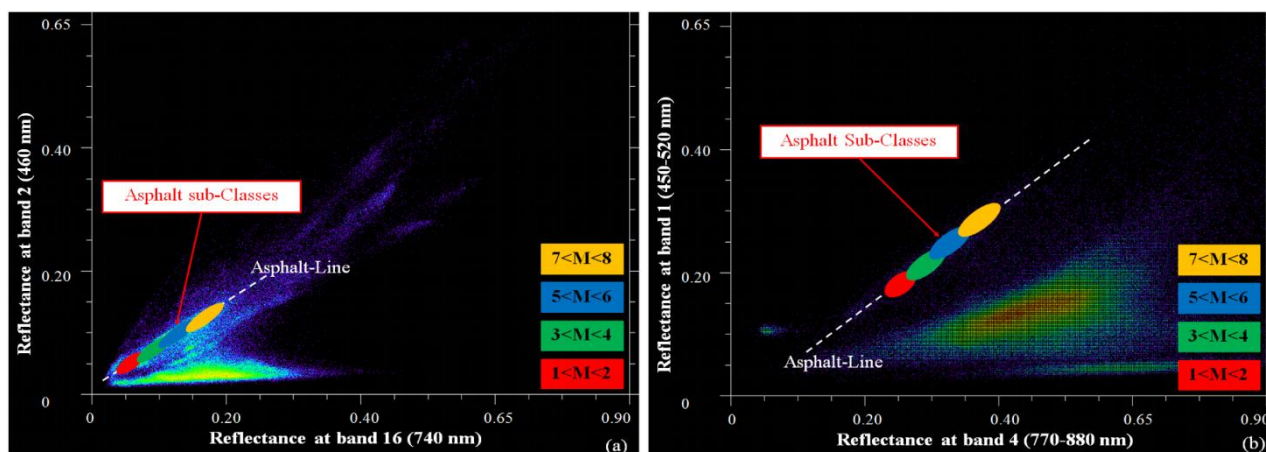 0.65
0.40
0.20
0
Reflectance at band 2 (460 nm)
Asphalt sub-Classes
Asphalt-Line
7<M<8
5<M<6
3<M<4
1<M<2
0
0.20
0.40
0.65
0.90
Reflectance at band 16 (740 nm)
(a)
0.65
0.40
0.20
0
Reflectance at band 1 (450-520 nm)
Asphalt Sub-Classes
Asphalt-Line
7<M<8
5<M<6
3<M<4
1<M<2
0
0.20
0.40
0.65
0.90
Reflectance at band 4 (770-880 nm)
(b)